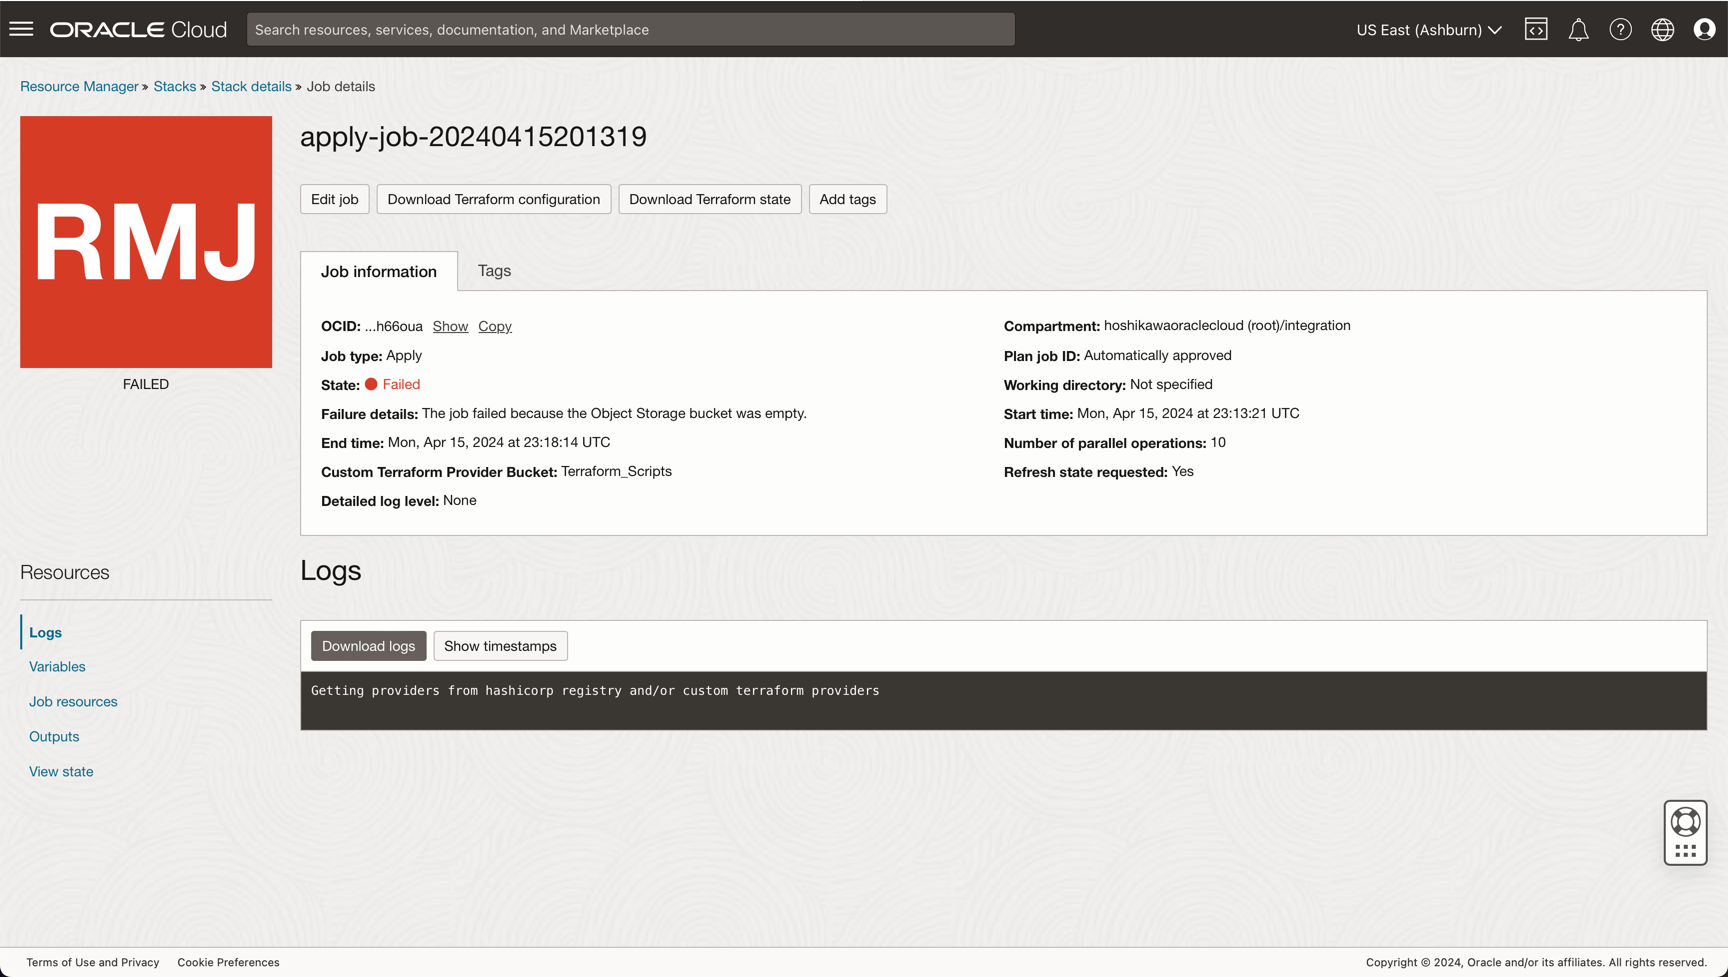 ORACLE Cloud
Search resources, services, documentation, and Marketplace
US East (Ashburn)
Resource Manager » Stacks » Stack details » Job details
RMJ
FAILED
apply-job-20240415201319
Edit job
Download Terraform configuration
Download Terraform state
Add tags
Job information
Tags
OCID: ...h66oua Show Copy
Job type: Apply
State: Failed
Failure details: The job failed because the Object Storage bucket was empty.
End time: Mon, Apr 15, 2024 at 23:18:14 UTC
Custom Terraform Provider Bucket: Terraform_Scripts
Detailed log level: None
Compartment: hoshikawaoraclecloud (root)/integration
Plan job ID: Automatically approved
Working directory: Not specified
Start time: Mon, Apr 15, 2024 at 23:13:21 UTC
Number of parallel operations: 10
Refresh state requested: Yes
Resources
Logs
Variables
Job resources
Outputs
View state
Logs
Download logs
Show timestamps
Getting providers from hashicorp registry and/or custom terraform providers
Terms of Use and Privacy
Cookie Preferences
Copyright © 2024, Oracle and/or its affiliates. All rights reserved.